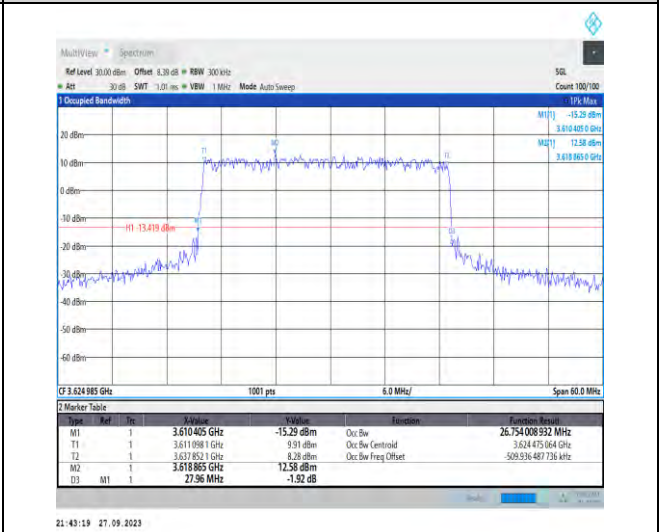 MultiView Spectrum
Ref Level 30.00 dBm Offset 8.39 dB RBW 300 kHz SGL
Att 30 dB SWT 1.01 ms VBW 1 MHz Mode Auto Sweep Count 100/100
1 Occupied Bandwidth 1Pk Max
M1[1] -15.29 dBm
3.610 405 0 GHz
M2[1] 12.58 dBm
3.618 865 0 GHz
20 dBm
M2
T1 T2
10 dBm
0 dBm
-10 dBm
H1 -13.419 dBm
M1
D3
-20 dBm
-30 dBm
-40 dBm
-50 dBm
-60 dBm
CF 3.624 985 GHz 1001 pts 6.0 MHz/ Span 60.0 MHz
2 Marker Table
Type Ref Trc X-Value Y-Value Function Function Result
M1 1 3.610 405 GHz -15.29 dBm Occ Bw 26.754 008 932 MHz
T1 1 3.611 098 1 GHz 9.91 dBm Occ Bw Centroid 3.624 475 064 GHz
T2 1 3.637 852 1 GHz 8.28 dBm Occ Bw Freq Offset -509.936 487 736 kHz
M2 1 3.618 865 GHz 12.58 dBm
D3 M1 1 27.96 MHz -1.92 dB
21:43:19 27.09.2023